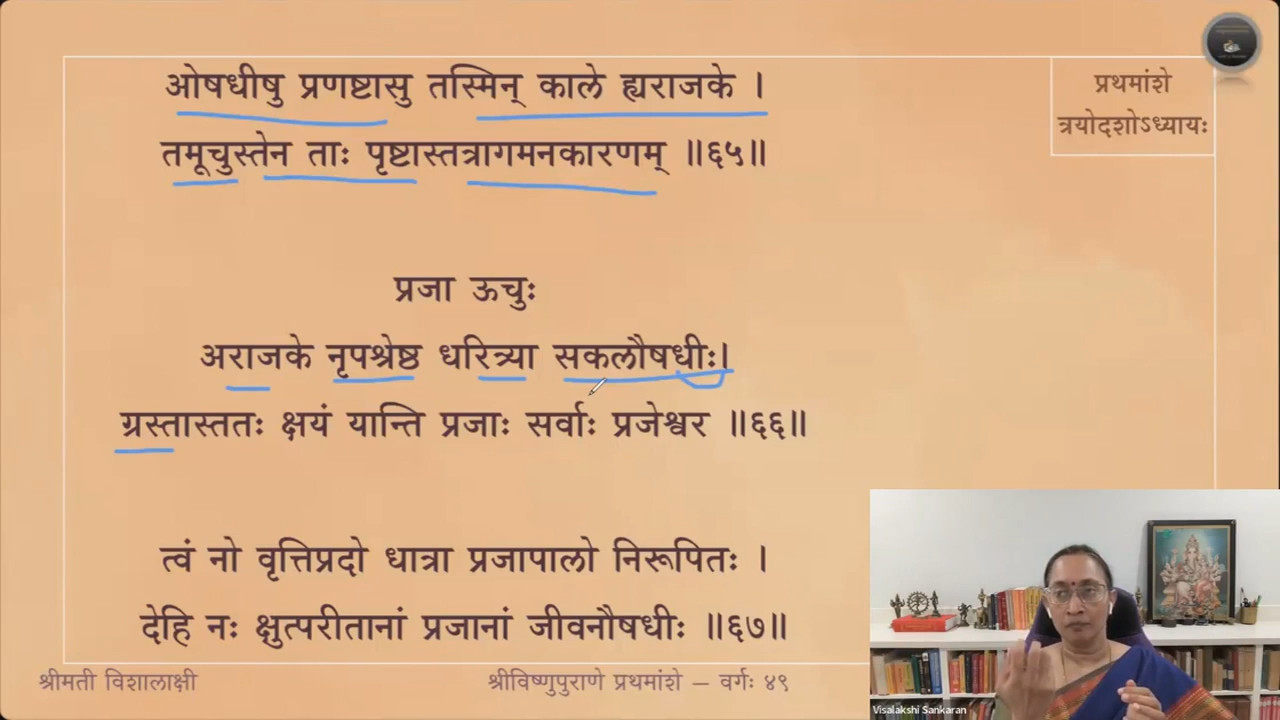 ओषधीषु प्रणष्टासु तस्मिन् काले ह्यराजके ।
तमूचुस्तेन ताः पृष्टास्तत्रागमनकारणम् ॥६५॥
प्रथमांशे
त्रयोदशोऽध्यायः
प्रजा ऊचुः
अराजके नृपश्रेष्ठ धरित्र्या सकलौषधीः।
ग्रस्तास्ततः क्षयं यान्ति प्रजाः सर्वाः प्रजेश्वर ॥६६॥
त्वं नो वृत्तिप्रदो धात्रा प्रजापालो निरूपितः ।
देहि नः क्षुत्परीतानां प्रजानां जीवनौषधीः ॥६७॥
श्रीमती विशालाक्षी
श्रीविष्णुपुराणे प्रथमांशे – वर्गः ४९
Visalakshi Sankaran